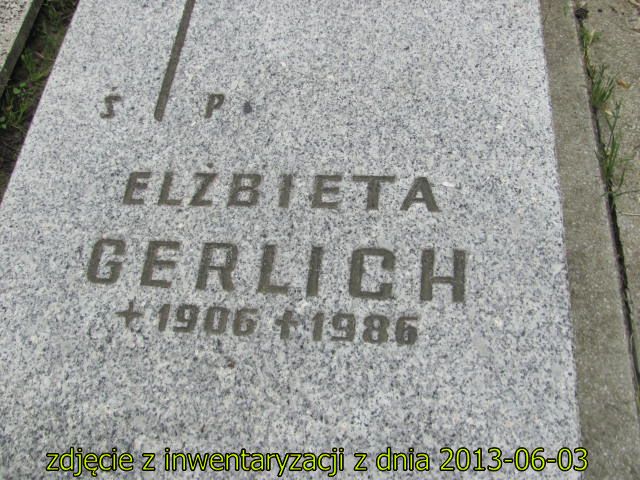 Ś P
ELŻBIETA
GERLICH
+1906 +1986
zdjęcie z inwentaryzacji z dnia 2013-06-03